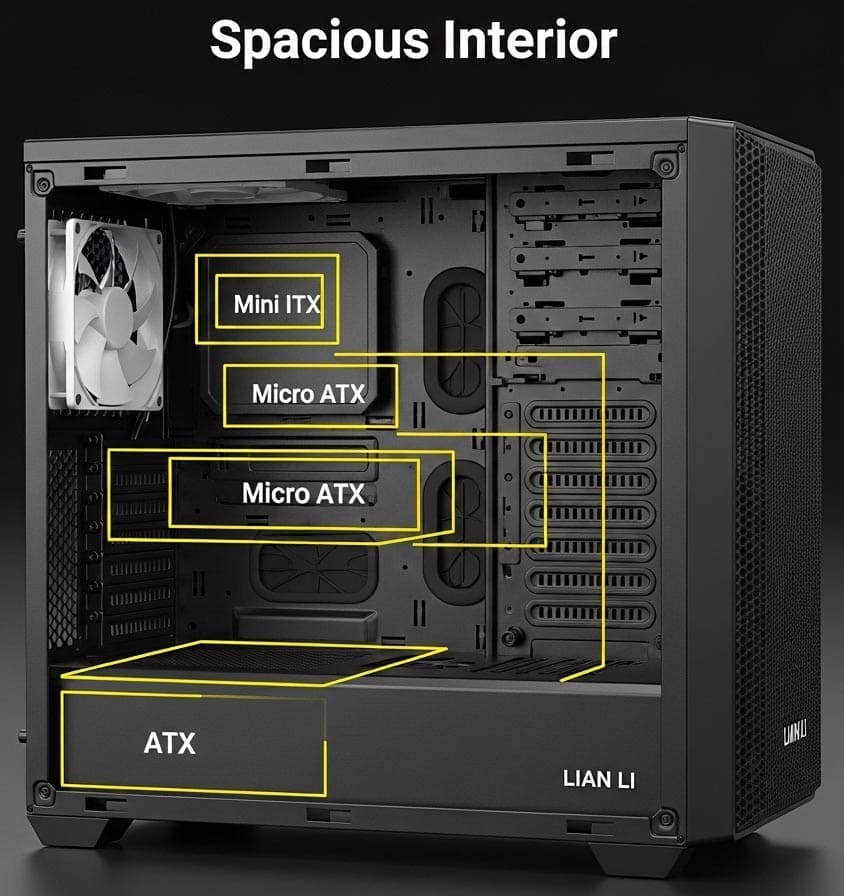 Spacious Interior
Mini ITX
Micro ATX
Micro ATX
ATX
LIAN LI
LIAN LI